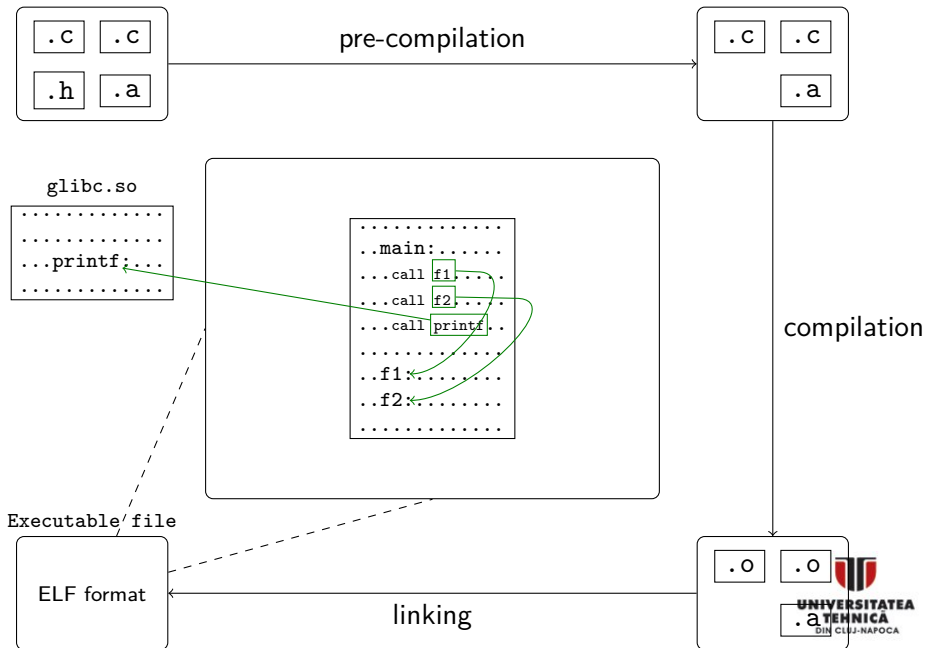 .c .c
.h .a
pre-compilation
.c .c
.a
glibc.so
.............
.............
...printf:...
.............
.............
..main:......
...call f1.....
...call f2.....
...call printf..
.............
..f1:........
..f2:........
.............
compilation
Executable file
ELF format
linking
.o .o
.a
UNIVERSITATEA
TEHNICĂ
DIN CLUJ-NAPOCA